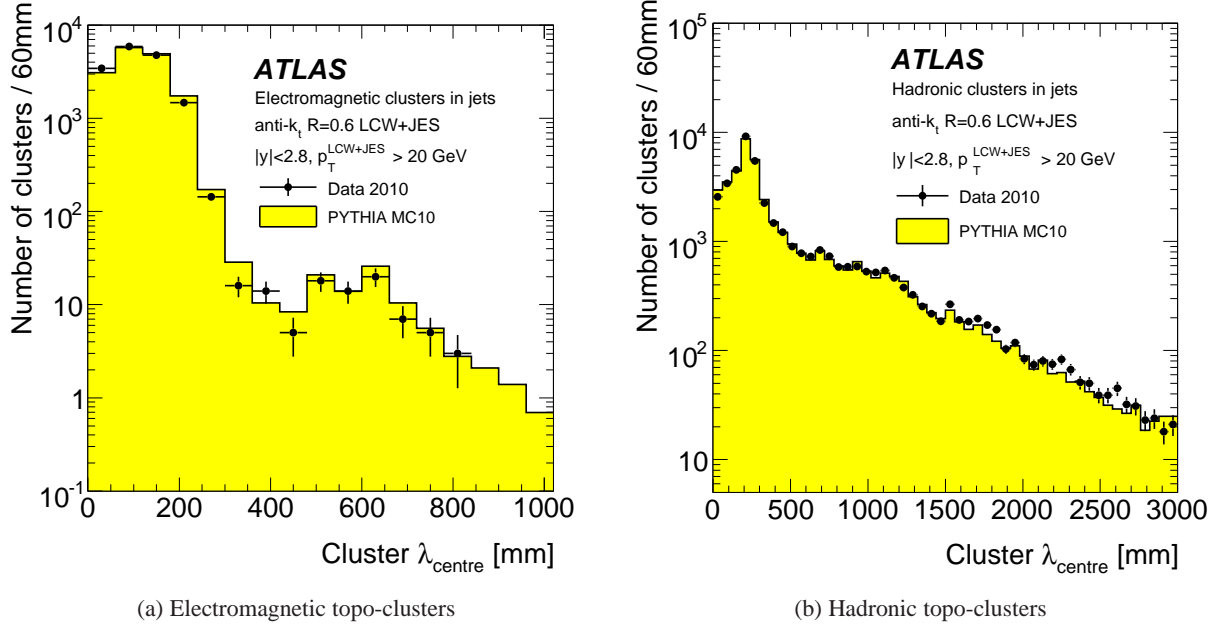 Number of clusters / 60mm
10^4
10^3
10^2
10
1
10^-1
ATLAS
Electromagnetic clusters in jets
anti-k_t R=0.6 LCW+JES
|y|<2.8, p_T^LCW+JES > 20 GeV
Data 2010
PYTHIA MC10
0 200 400 600 800 1000
Cluster λ_centre [mm]
(a) Electromagnetic topo-clusters
Number of clusters / 60mm
10^5
10^4
10^3
10^2
10
ATLAS
Hadronic clusters in jets
anti-k_t R=0.6 LCW+JES
|y |<2.8, p_T^LCW+JES > 20 GeV
Data 2010
PYTHIA MC10
0 500 1000 1500 2000 2500 3000
Cluster λ_centre [mm]
(b) Hadronic topo-clusters